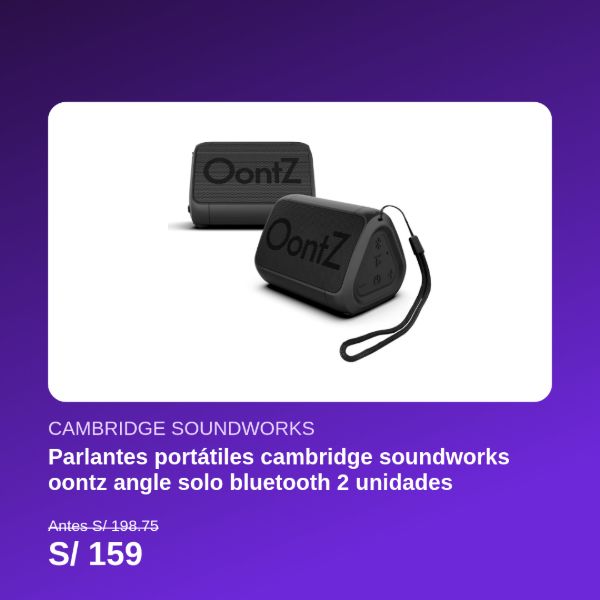 OontZ
OontZ
CAMBRIDGE SOUNDWORKS
Parlantes portátiles cambridge soundworks
oontz angle solo bluetooth 2 unidades
Antes S/ 198.75
S/ 159